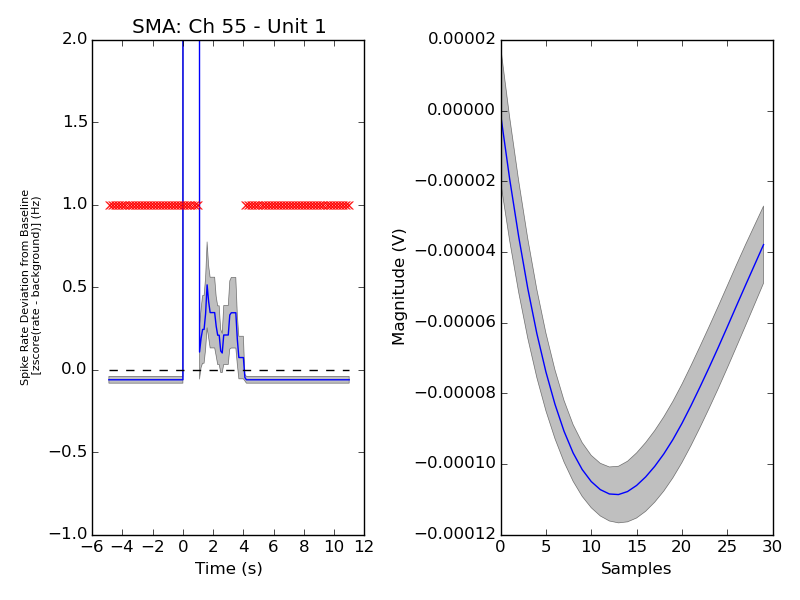 SMA: Ch 55 - Unit 1
2.0
1.5
1.0
0.5
0.0
−0.5
−1.0
−6 −4 −2 0 2 4 6 8 10 12
Time (s)
Spike Rate Deviation from Baseline
[zscore(rate - background)] (Hz)
0.00002
0.00000
−0.00002
−0.00004
−0.00006
−0.00008
−0.00010
−0.00012
0 5 10 15 20 25 30
Samples
Magnitude (V)